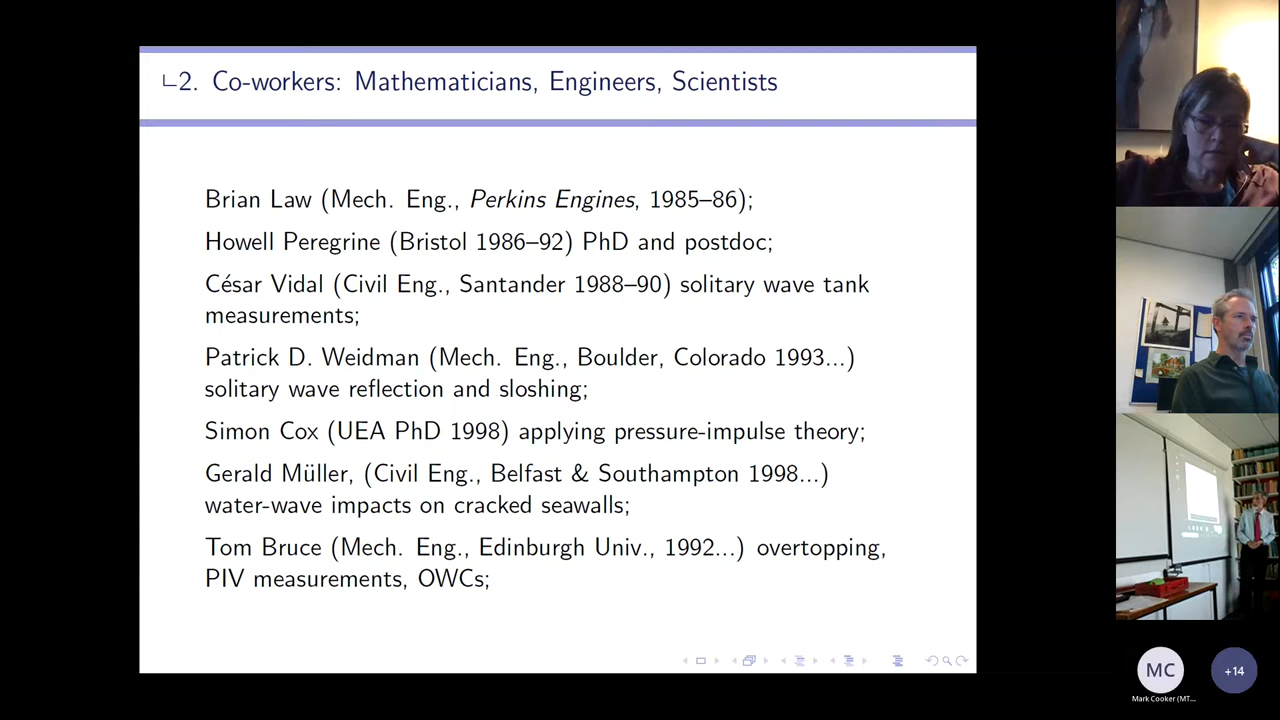 2. Co-workers: Mathematicians, Engineers, Scientists
Brian Law (Mech. Eng., Perkins Engines, 1985–86);
Howell Peregrine (Bristol 1986–92) PhD and postdoc;
César Vidal (Civil Eng., Santander 1988–90) solitary wave tank
measurements;
Patrick D. Weidman (Mech. Eng., Boulder, Colorado 1993...)
solitary wave reflection and sloshing;
Simon Cox (UEA PhD 1998) applying pressure-impulse theory;
Gerald Müller, (Civil Eng., Belfast & Southampton 1998...)
water-wave impacts on cracked seawalls;
Tom Bruce (Mech. Eng., Edinburgh Univ., 1992...) overtopping,
PIV measurements, OWCs;
MC
+14
Mark Cooker (MT...